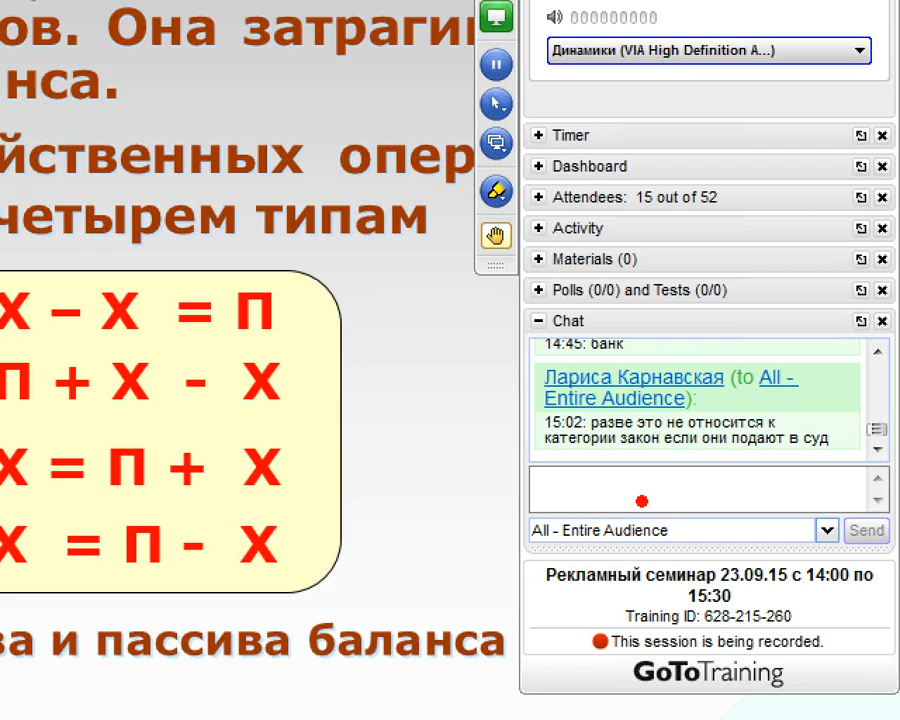 ов. Она затраги
нса.
йственных опер
четырем типам
Х – Х = П
П + Х - Х
Х = П + Х
Х = П - Х
ва и пассива баланса
Динамики (VIA High Definition A...)
Timer
Dashboard
Attendees: 15 out of 52
Activity
Materials (0)
Polls (0/0) and Tests (0/0)
Chat
14:45: банк
Лариса Карнавская (to All -
Entire Audience):
15:02: разве это не относится к
категории закон если они подают в суд
All - Entire Audience
Send
Рекламный семинар 23.09.15 с 14:00 по
15:30
Training ID: 628-215-260
This session is being recorded.
GoToTraining